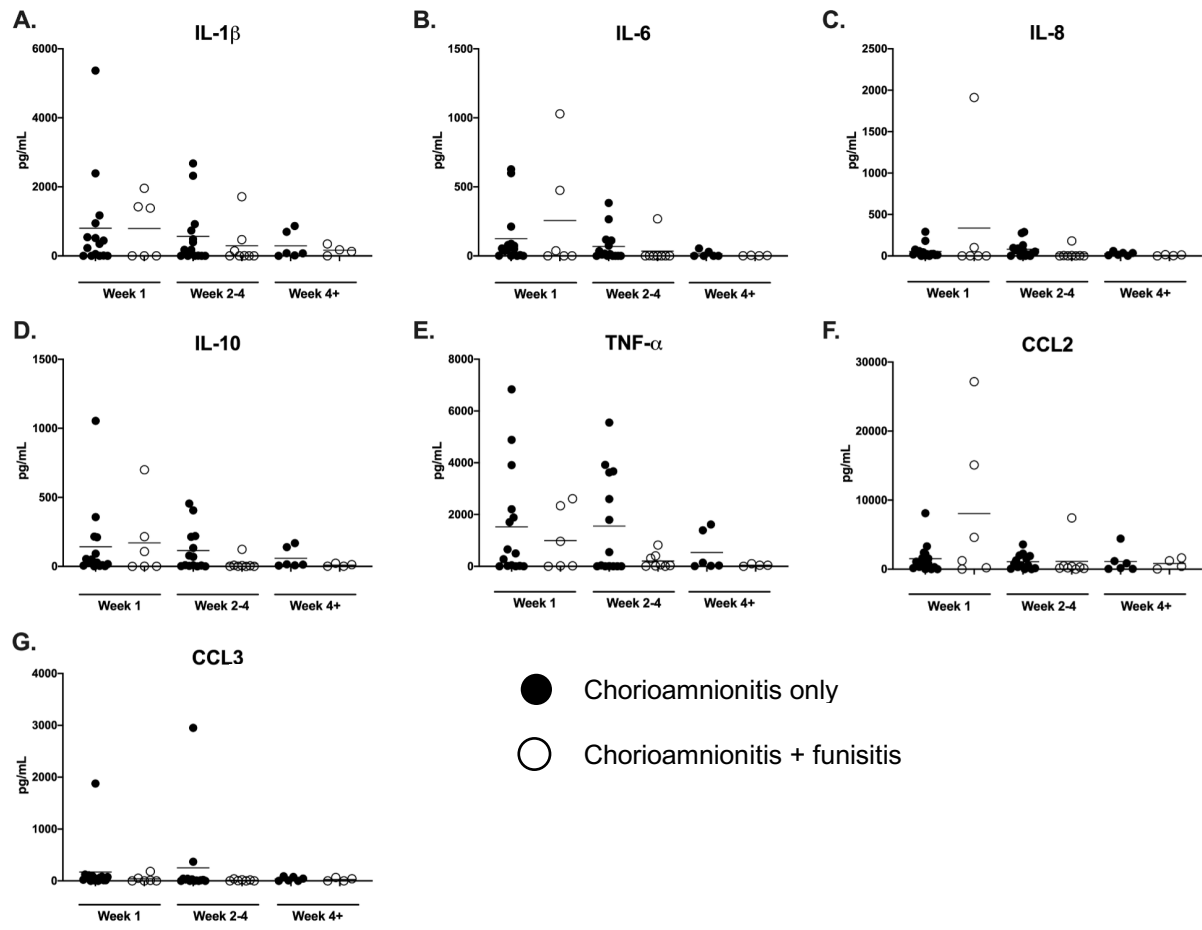 A.
IL-1β
6000
4000
2000
0
pg/mL
Week 1 Week 2-4 Week 4+
B.
IL-6
1500
1000
500
0
pg/mL
Week 1 Week 2-4 Week 4+
C.
IL-8
2500
2000
1500
1000
500
0
pg/mL
Week 1 Week 2-4 Week 4+
D.
IL-10
1500
1000
500
0
pg/mL
Week 1 Week 2-4 Week 4+
E.
TNF-α
8000
6000
4000
2000
0
pg/mL
Week 1 Week 2-4 Week 4+
F.
CCL2
30000
20000
10000
0
pg/mL
Week 1 Week 2-4 Week 4+
G.
CCL3
4000
3000
2000
1000
0
pg/mL
Week 1 Week 2-4 Week 4+
Chorioamnionitis only
Chorioamnionitis + funisitis